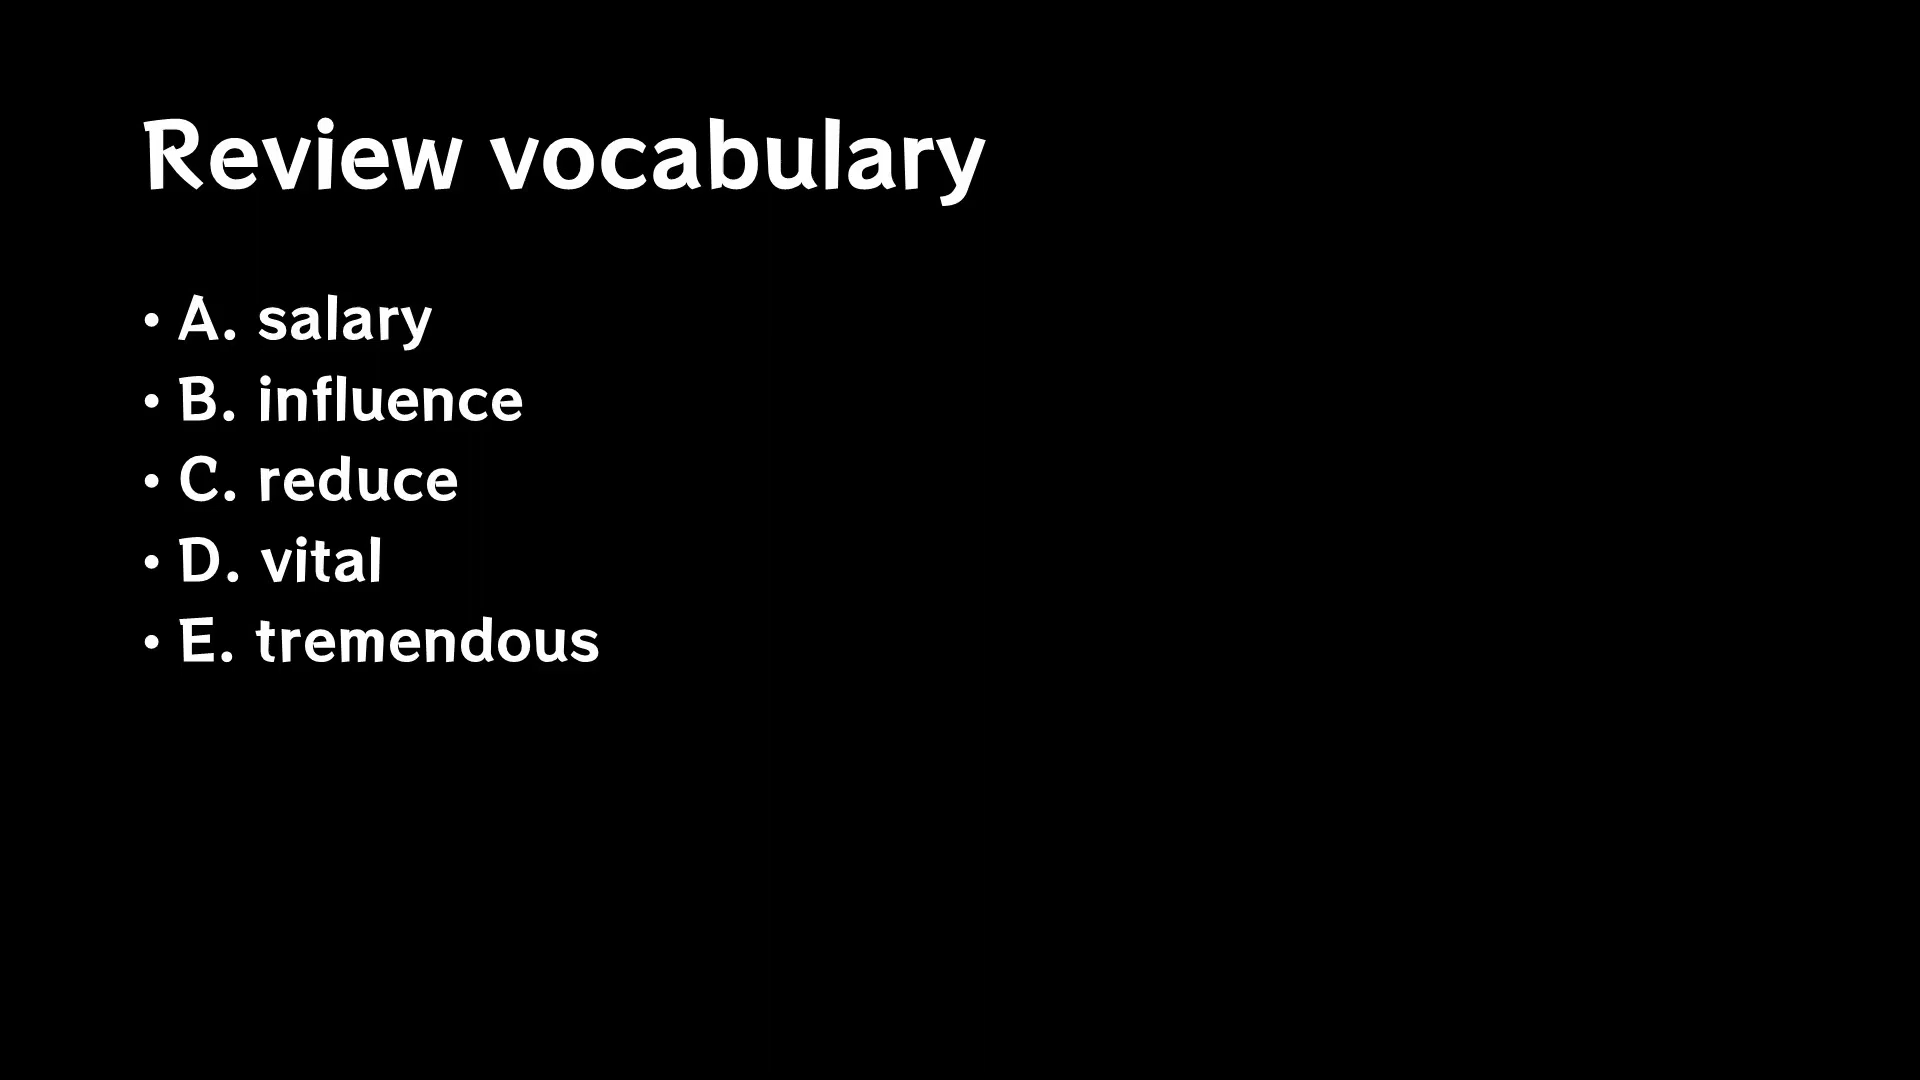 Review vocabulary
• A. salary
• B. influence
• C. reduce
• D. vital
• E. tremendous